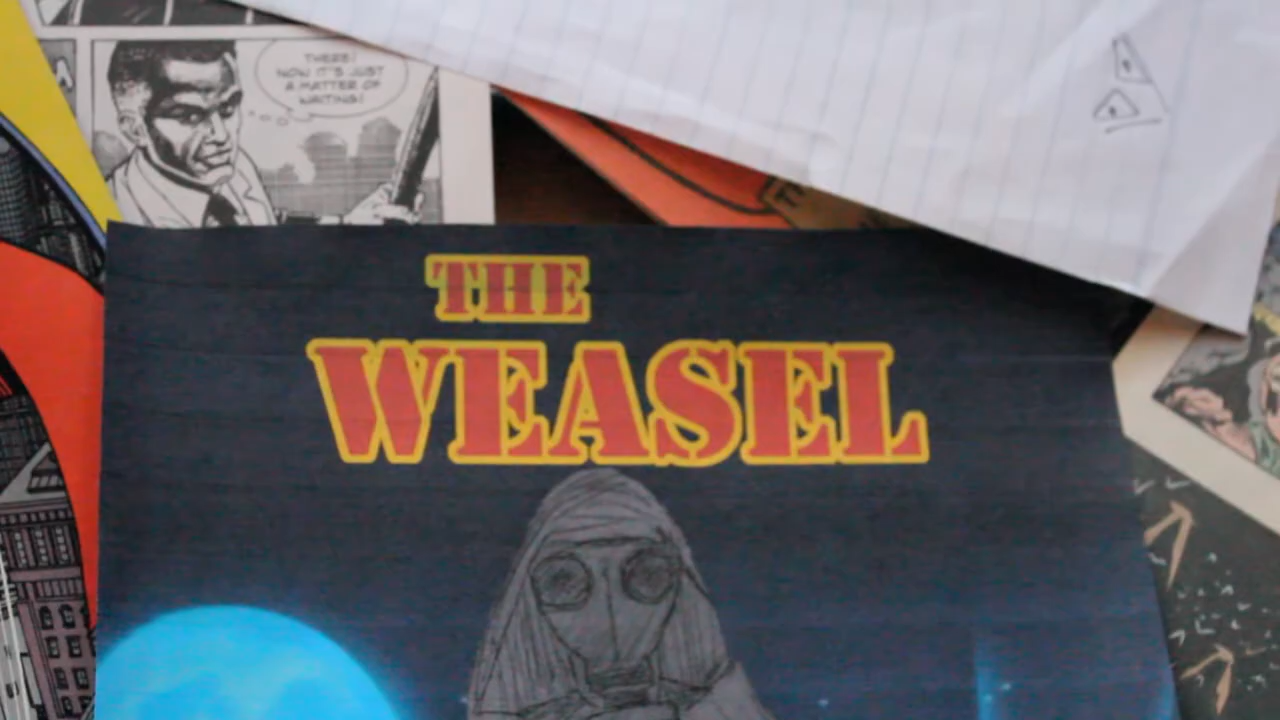 THERE!
NOW IT'S JUST
A MATTER OF
WAITING!
THE
WEASEL